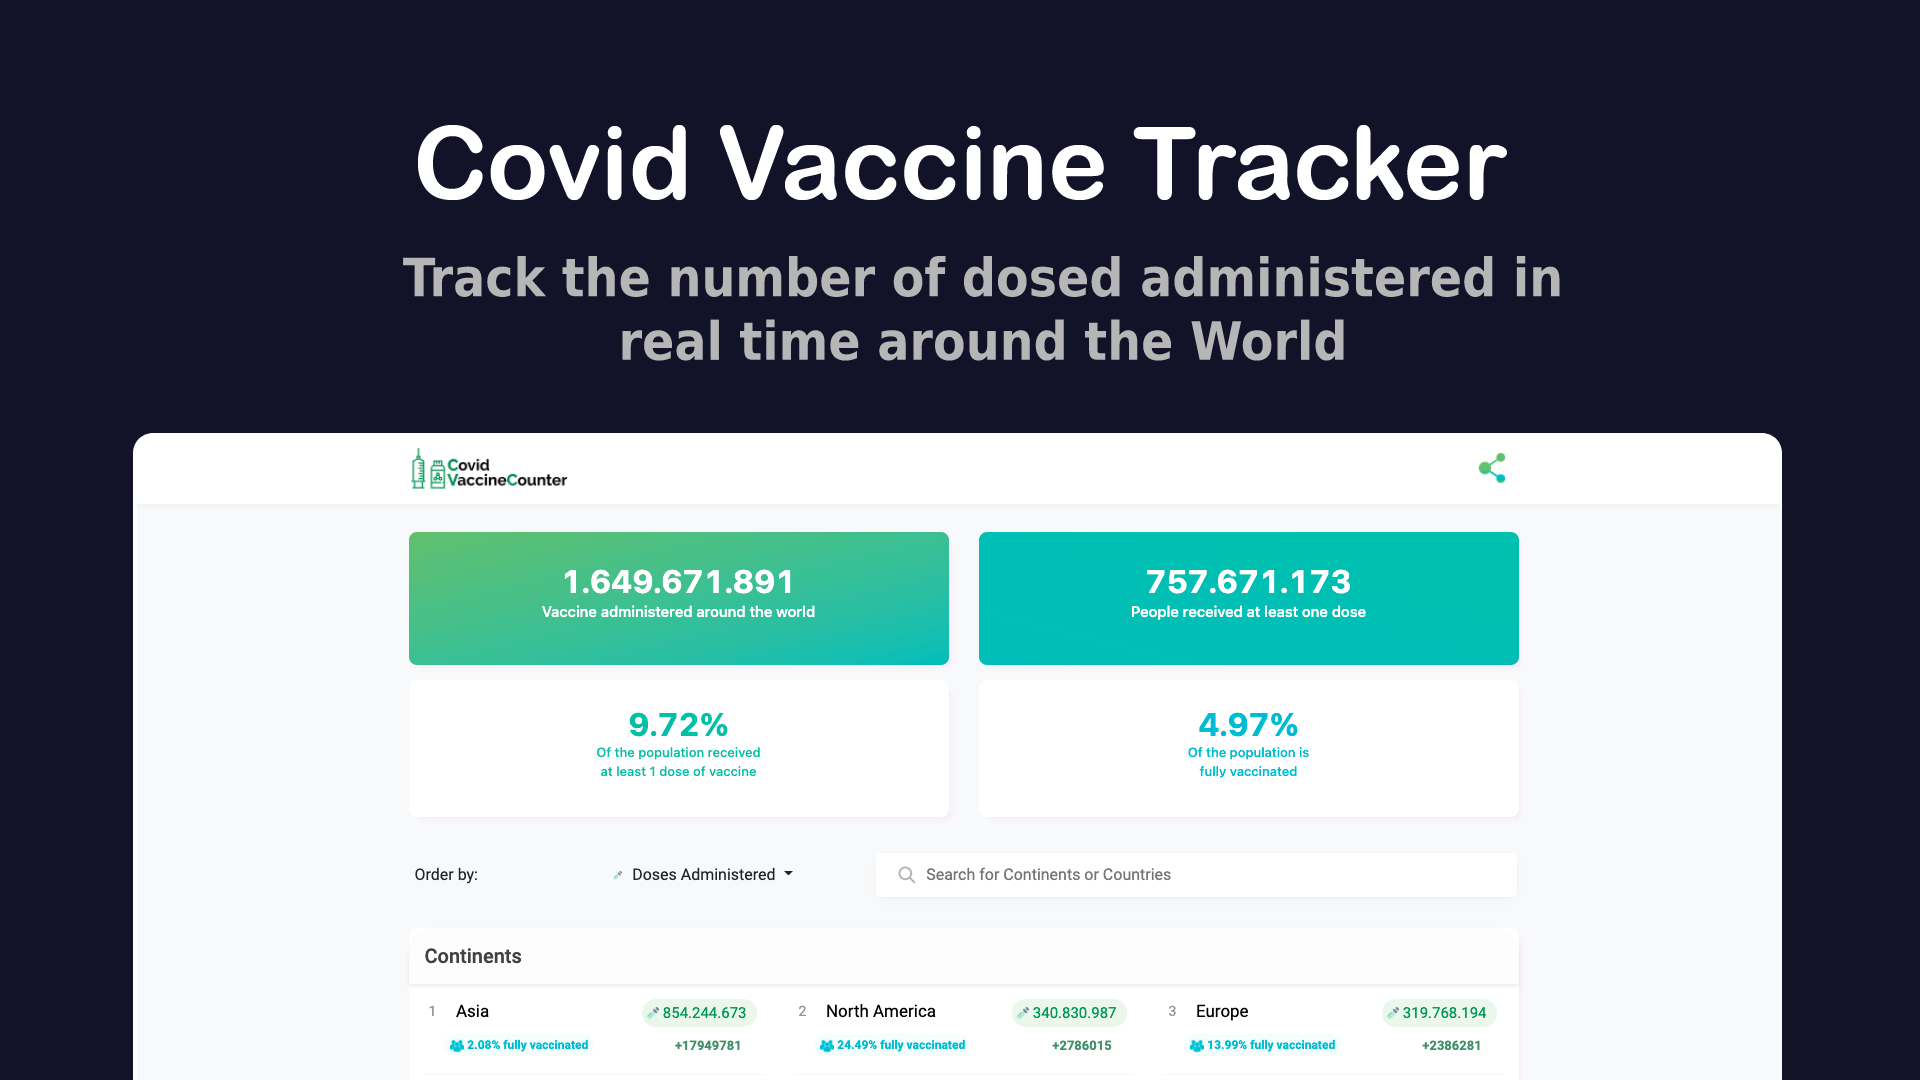 Covid Vaccine Tracker
Track the number of dosed administered in
real time around the World
Covid
VaccineCounter
1.649.671.891
Vaccine administered around the world
757.671.173
People received at least one dose
9.72%
Of the population received
at least 1 dose of vaccine
4.97%
Of the population is
fully vaccinated
Order by:
Doses Administered
Search for Continents or Countries
Continents
1 Asia 854.244.673
2.08% fully vaccinated +17949781
2 North America 340.830.987
24.49% fully vaccinated +2786015
3 Europe 319.768.194
13.99% fully vaccinated +2386281